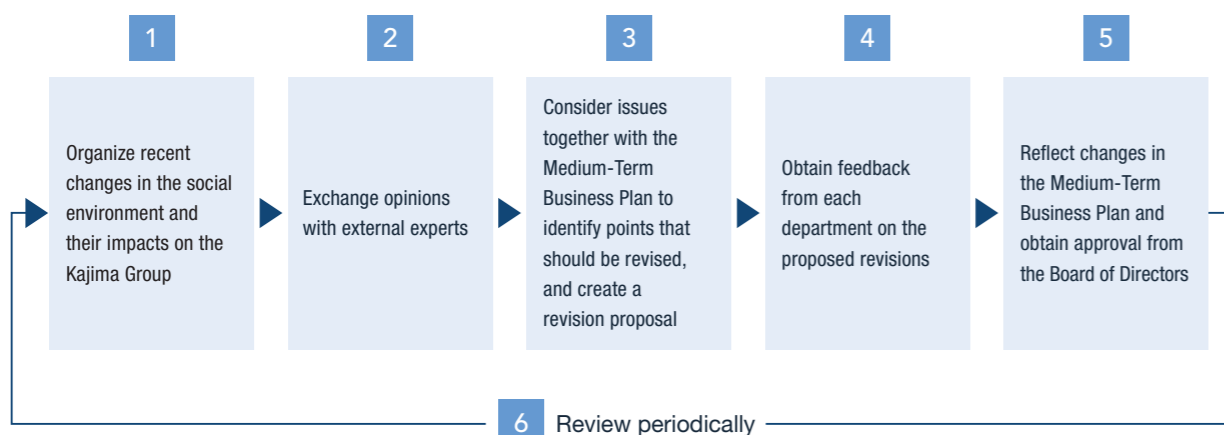 1
Organize recent
changes in the social
environment and
their impacts on the
Kajima Group
2
Exchange opinions
with external experts
3
Consider issues
together with the
Medium-Term
Business Plan to
identify points that
should be revised,
and create a
revision proposal
4
Obtain feedback
from each
department on the
proposed revisions
5
Reflect changes in
the Medium-Term
Business Plan and
obtain approval from
the Board of Directors
6 Review periodically